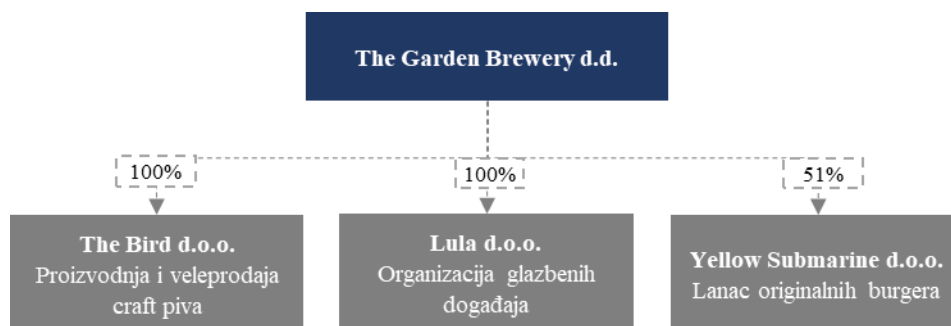 The Garden Brewery d.d.
100%
100%
51%
The Bird d.o.o.
Proizvodnja i veleprodaja
craft piva
Lula d.o.o.
Organizacija glazbenih
događaja
Yellow Submarine d.o.o.
Lanac originalnih burgera